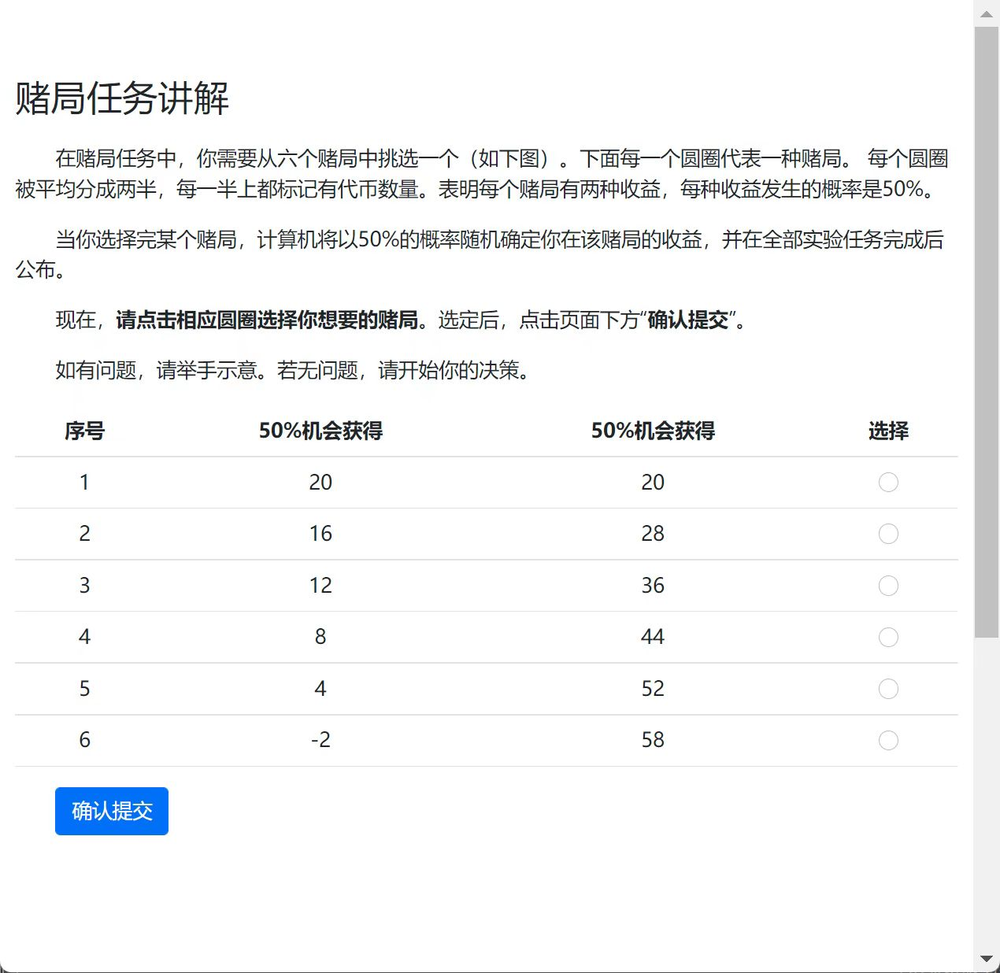 赌局任务讲解
在赌局任务中，你需要从六个赌局中挑选一个（如下图）。下面每一个圆圈代表一种赌局。 每个圆圈
被平均分成两半，每一半上都标记有代币数量。表明每个赌局有两种收益，每种收益发生的概率是50%。
当你选择完某个赌局，计算机将以50%的概率随机确定你在该赌局的收益，并在全部实验任务完成后
公布。
现在，请点击相应圆圈选择你想要的赌局。选定后，点击页面下方“确认提交”。
如有问题，请举手示意。若无问题，请开始你的决策。
序号 50%机会获得 50%机会获得 选择
1 20 20
2 16 28
3 12 36
4 8 44
5 4 52
6 -2 58
确认提交